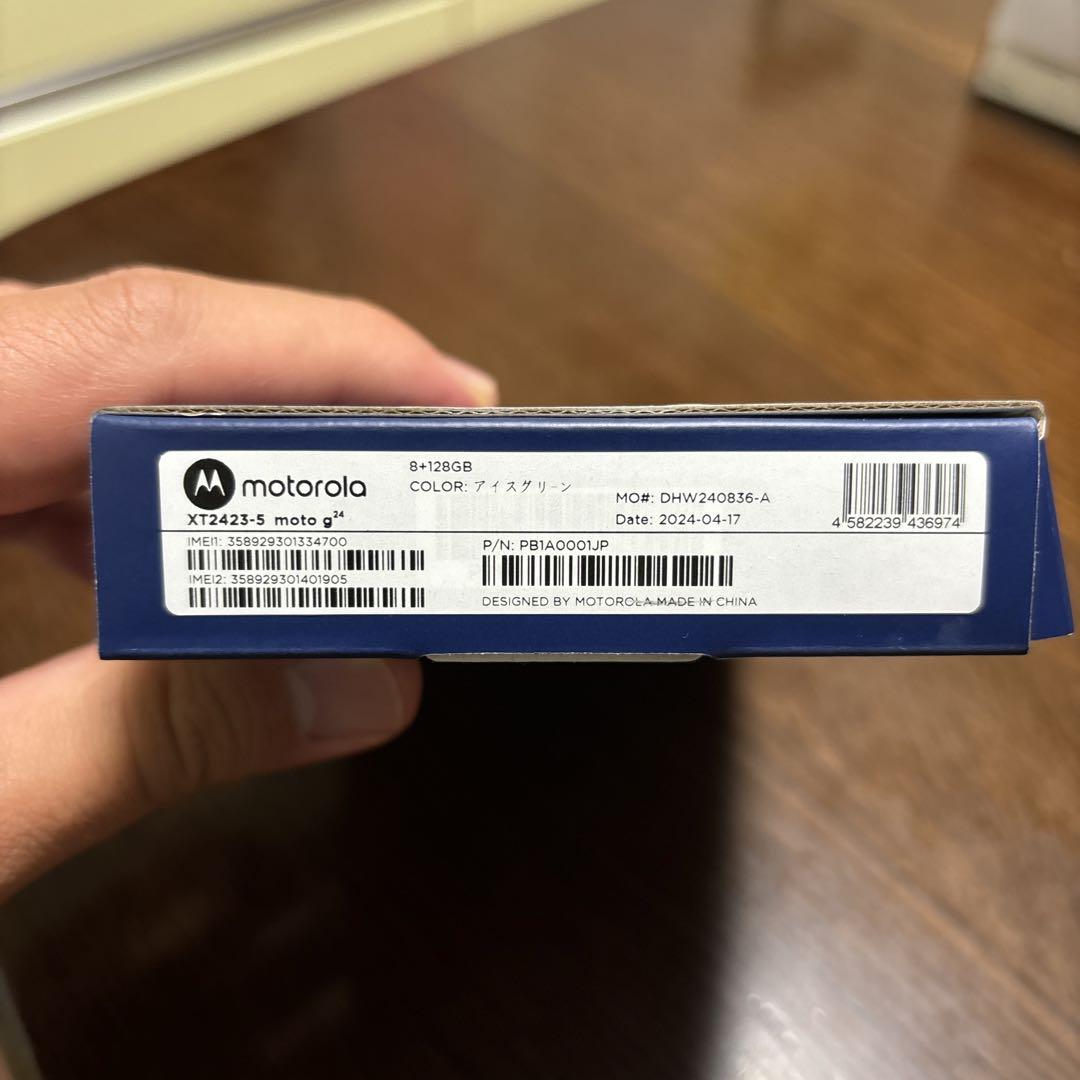 motorola
XT2423-5 moto g24
8+128GB
COLOR: アイスグリーン
MO#: DHW240836-A
Date: 2024-04-17
4 582239 436974
IMEI1: 358929301334700
IMEI2: 358929301401905
P/N: PB1A0001JP
DESIGNED BY MOTOROLA MADE IN CHINA